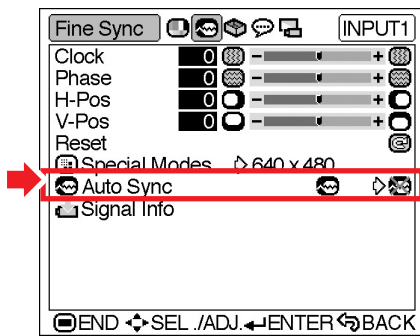 Fine Sync INPUT1
Clock 0 - +
Phase 0 - +
H-Pos 0 - +
V-Pos 0 - +
Reset
Special Modes 640 x 480
Auto Sync
Signal Info
END SEL ./ADJ. ENTER BACK